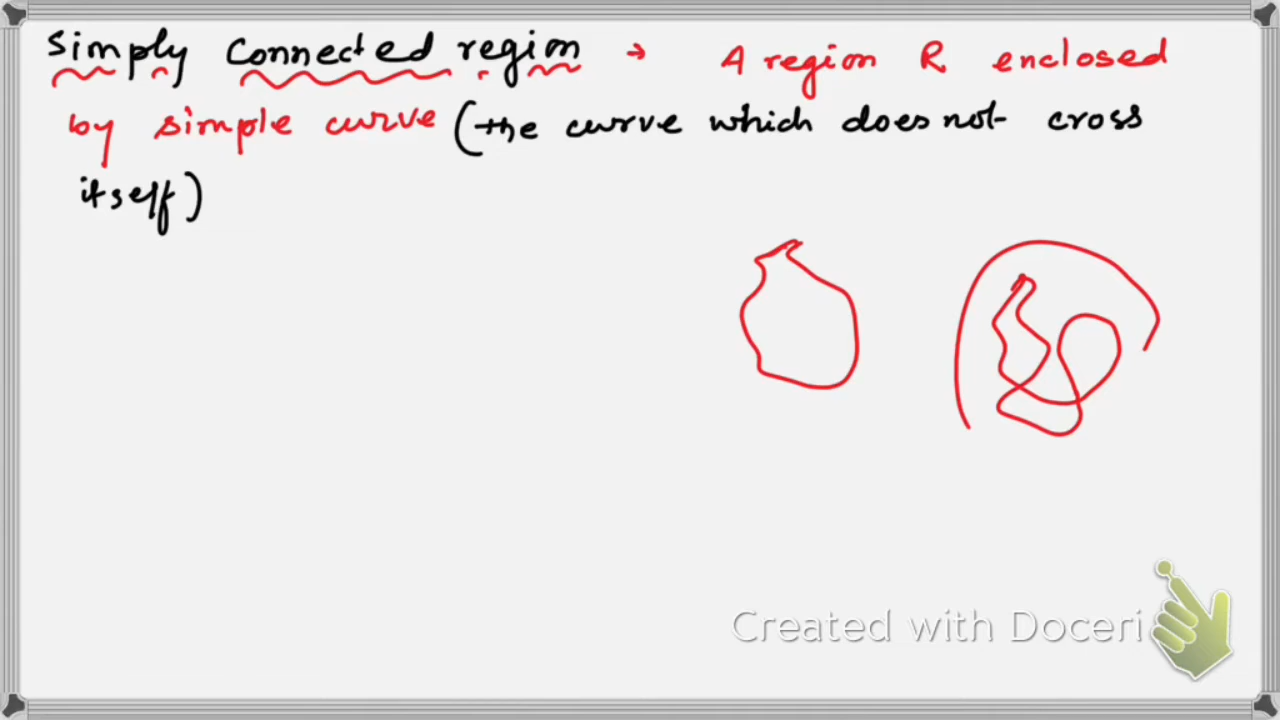 Simply Connected region → A region R enclosed
by simple curve (the curve which does not cross
itself)
Created with Doceri